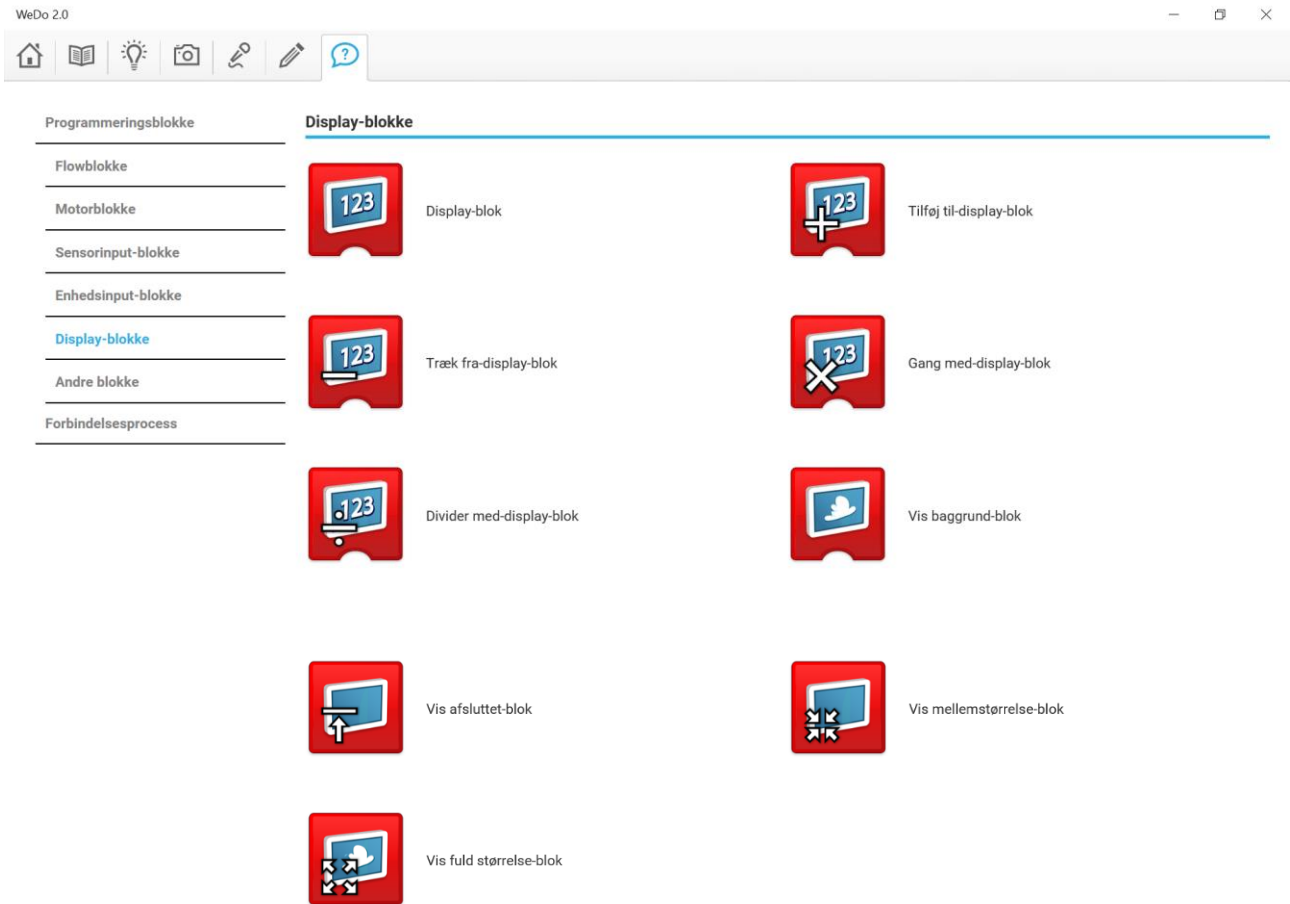 WeDo 2.0
Programmeringsblokke
Flowblokke
Motorblokke
Sensorinput-blokke
Enhedsinput-blokke
Display-blokke
Andre blokke
Forbindelsesprocess
Display-blokke
123
Display-blok
123
Tilføj til-display-blok
123
Træk fra-display-blok
123
Gang med-display-blok
123
Divider med-display-blok
Vis baggrund-blok
Vis afsluttet-blok
Vis mellemstørrelse-blok
Vis fuld størrelse-blok